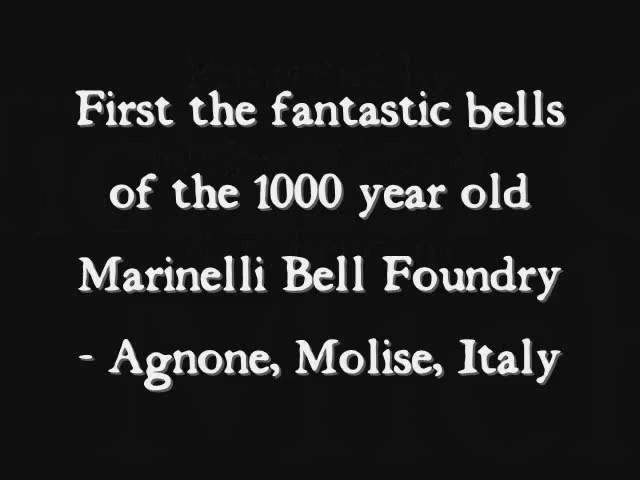 First the fantastic bells
of the 1000 year old
Marinelli Bell Foundry
- Agnone, Molise, Italy